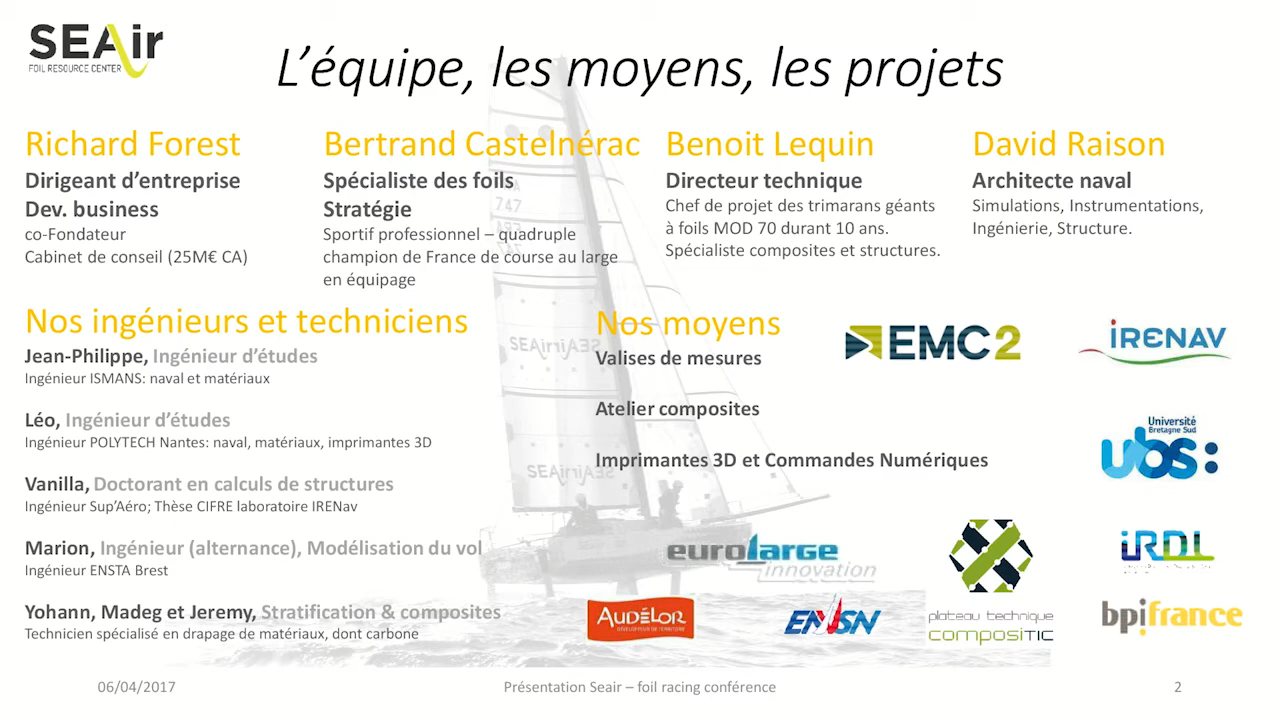 SEAir
FOIL RESOURCE CENTER
L'équipe, les moyens, les projets
Richard Forest
Dirigeant d'entreprise
Dev. business
co-Fondateur
Cabinet de conseil (25M€ CA)
Bertrand Castelnérac
Spécialiste des foils
Stratégie
Sportif professionnel – quadruple
champion de France de course au large
en équipage
Benoit Lequin
Directeur technique
Chef de projet des trimarans géants
à foils MOD 70 durant 10 ans.
Spécialiste composites et structures.
David Raison
Architecte naval
Simulations, Instrumentations,
Ingénierie, Structure.
747
Nos ingénieurs et techniciens
Jean-Philippe, Ingénieur d'études
Ingénieur ISMANS: naval et matériaux
Léo, Ingénieur d'études
Ingénieur POLYTECH Nantes: naval, matériaux, imprimantes 3D
Vanilla, Doctorant en calculs de structures
Ingénieur Sup'Aéro; Thèse CIFRE laboratoire IRENav
Marion, Ingénieur (alternance), Modélisation du vol
Ingénieur ENSTA Brest
Yohann, Madeg et Jeremy, Stratification & composites
Technicien spécialisé en drapage de matériaux, dont carbone
Nos moyens
Valises de mesures
Atelier composites
Imprimantes 3D et Commandes Numériques
SEAir
SEAir
EMC2
IRENAV
Université
Bretagne Sud
ubs:
eurolarge
innovation
iRDL
AUDÉLOR
DÉVELOPPEUR DE TERRITOIRE
ENVSN
plateau technique
COMPOSITIC
bpifrance
06/04/2017
Présentation Seair – foil racing conférence
2